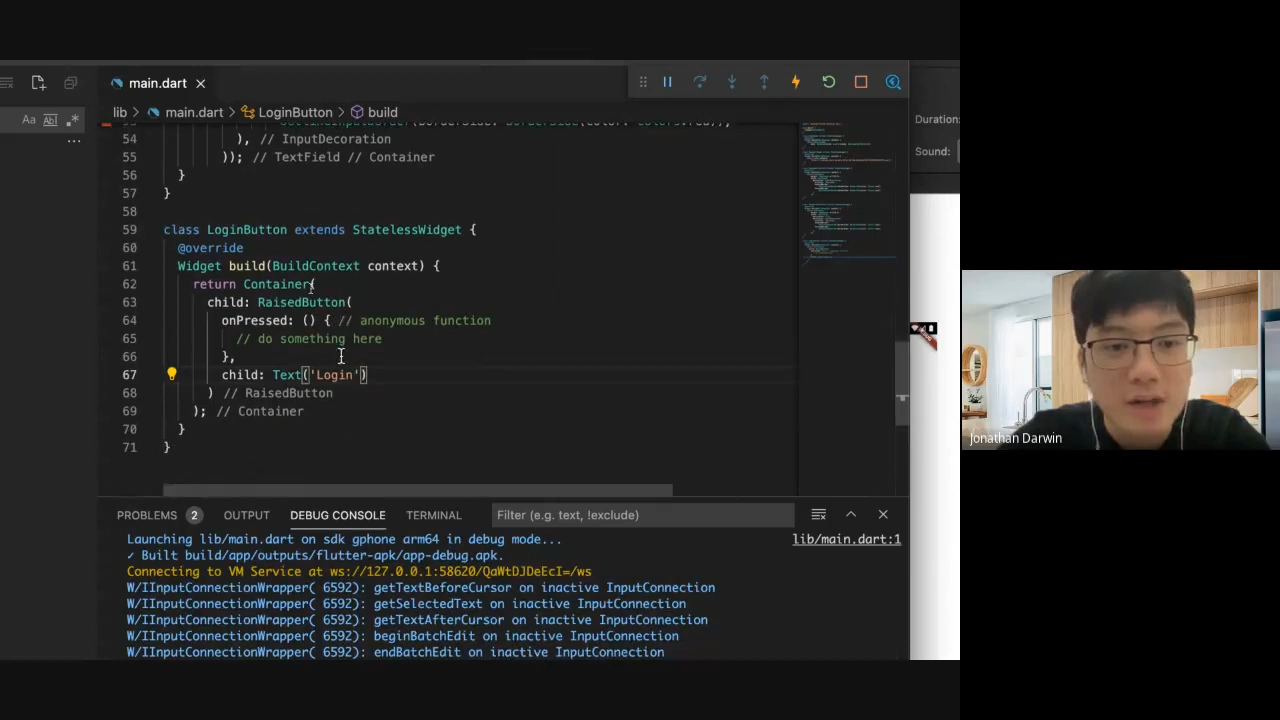 main.dart
Duration:
lib > main.dart > LoginButton > build
Aa Abl .*
Sound:
54 ), // InputDecoration
55 )); // TextField // Container
56 }
57 }
58
59 class LoginButton extends StatelessWidget {
60 @override
61 Widget build(BuildContext context) {
62 return Container(
63 child: RaisedButton(
64 onPressed: () { // anonymous function
65 // do something here
66 },
67 child: Text('Login')
68 ) // RaisedButton
69 ); // Container
70 }
71 }
Jonathan Darwin
PROBLEMS 2 OUTPUT DEBUG CONSOLE TERMINAL Filter (e.g. text, !exclude)
Launching lib/main.dart on sdk gphone arm64 in debug mode... lib/main.dart:1
✓ Built build/app/outputs/flutter-apk/app-debug.apk.
Connecting to VM Service at ws://127.0.0.1:58620/QaWtDJDeEcI=/ws
W/IInputConnectionWrapper( 6592): getTextBeforeCursor on inactive InputConnection
W/IInputConnectionWrapper( 6592): getSelectedText on inactive InputConnection
W/IInputConnectionWrapper( 6592): getTextAfterCursor on inactive InputConnection
W/IInputConnectionWrapper( 6592): beginBatchEdit on inactive InputConnection
W/IInputConnectionWrapper( 6592): endBatchEdit on inactive InputConnection